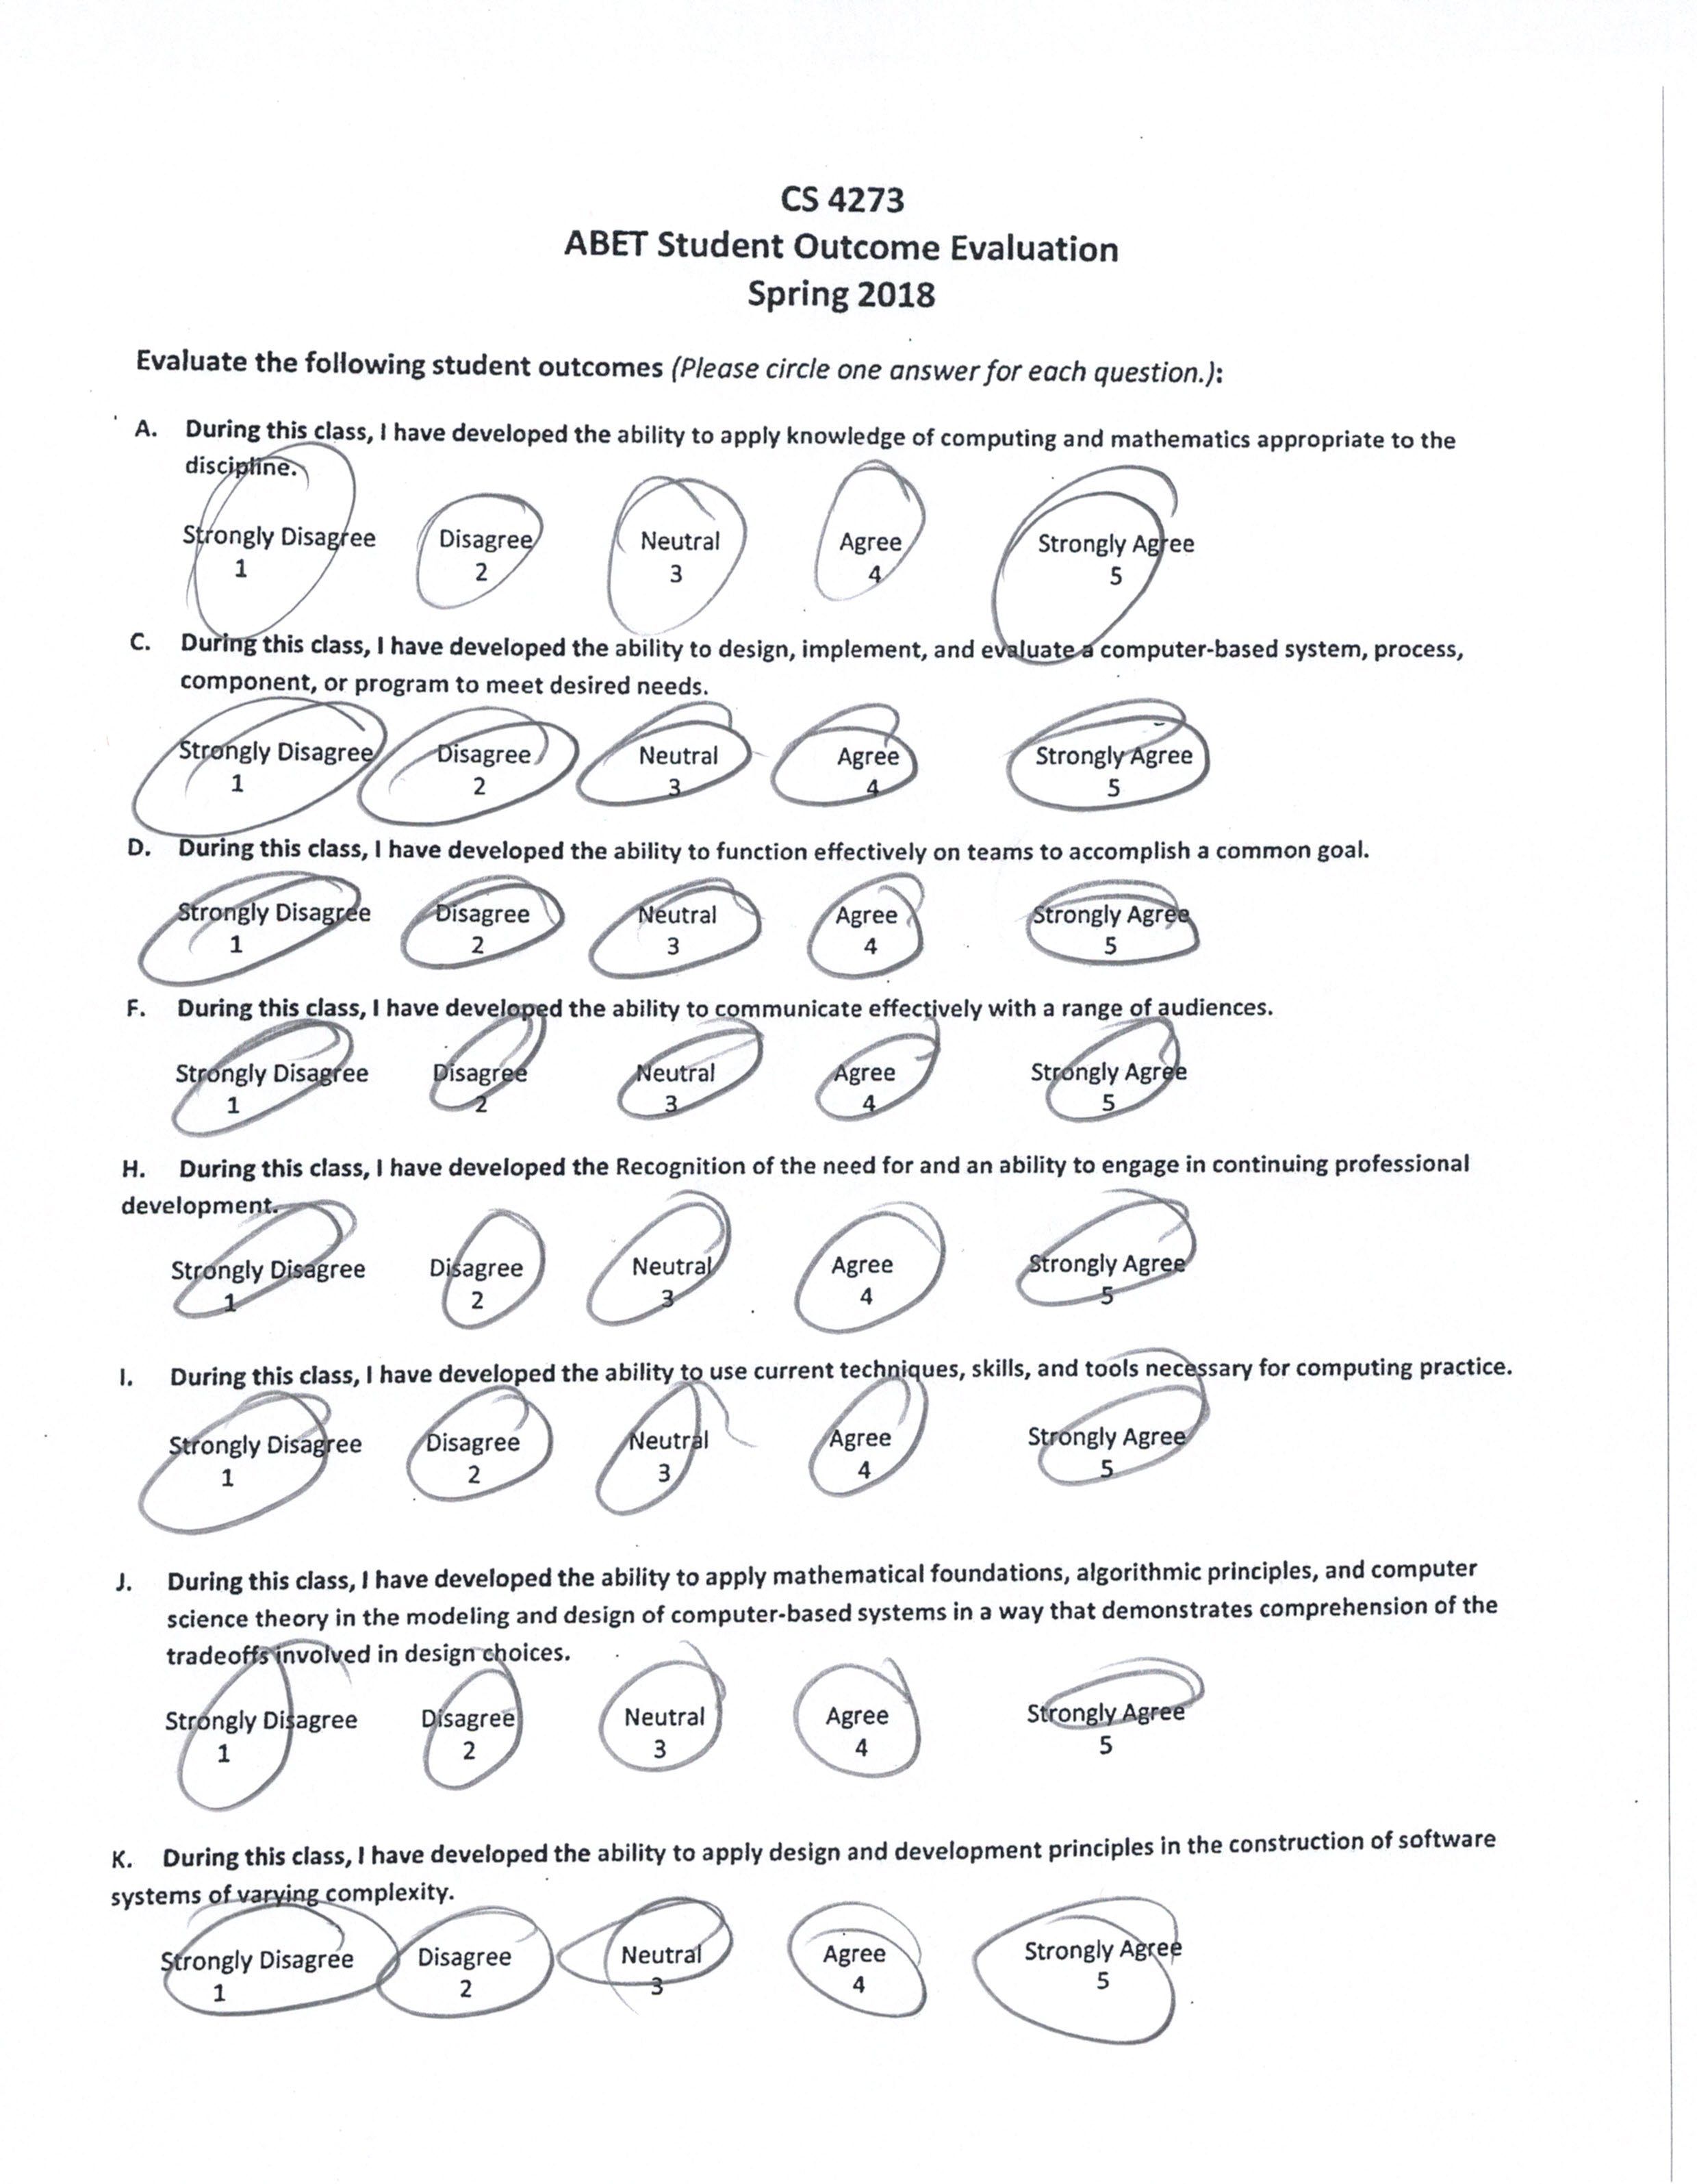 CS 4273
ABET Student Outcome Evaluation
Spring 2018
Evaluate the following student outcomes (Please circle one answer for each question.):
A. During this class, I have developed the ability to apply knowledge of computing and mathematics appropriate to the
discipline.
Strongly Disagree Disagree Neutral Agree Strongly Agree
1 2 3 4 5
C. During this class, I have developed the ability to design, implement, and evaluate a computer-based system, process,
component, or program to meet desired needs.
Strongly Disagree Disagree Neutral Agree Strongly Agree
1 2 3 4 5
D. During this class, I have developed the ability to function effectively on teams to accomplish a common goal.
Strongly Disagree Disagree Neutral Agree Strongly Agree
1 2 3 4 5
F. During this class, I have developed the ability to communicate effectively with a range of audiences.
Strongly Disagree Disagree Neutral Agree Strongly Agree
1 2 3 4 5
H. During this class, I have developed the Recognition of the need for and an ability to engage in continuing professional
development.
Strongly Disagree Disagree Neutral Agree Strongly Agree
1 2 3 4 5
I. During this class, I have developed the ability to use current techniques, skills, and tools necessary for computing practice.
Strongly Disagree Disagree Neutral Agree Strongly Agree
1 2 3 4 5
J. During this class, I have developed the ability to apply mathematical foundations, algorithmic principles, and computer
science theory in the modeling and design of computer-based systems in a way that demonstrates comprehension of the
tradeoffs involved in design choices.
Strongly Disagree Disagree Neutral Agree Strongly Agree
1 2 3 4 5
K. During this class, I have developed the ability to apply design and development principles in the construction of software
systems of varying complexity.
Strongly Disagree Disagree Neutral Agree Strongly Agree
1 2 3 4 5